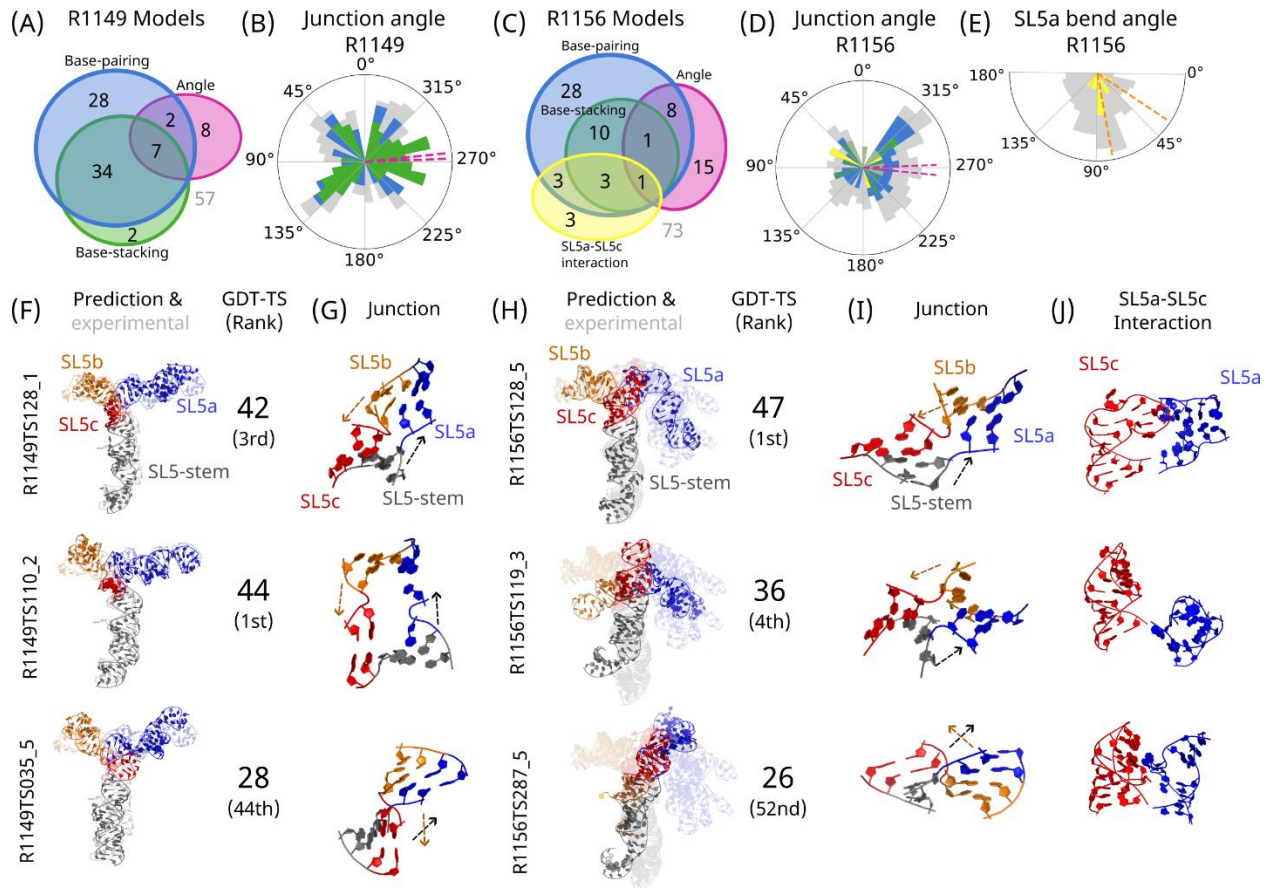 (A) R1149 Models
Base-pairing
Angle
28
2
8
7
34
57
2
Base-stacking
(B) Junction angle
R1149
0°
45°
315°
90°
270°
135°
225°
180°
(C) R1156 Models
Base-pairing
Angle
28
Base-stacking
8
10
1
15
3
3
1
3
73
SL5a-SL5c
interaction
(D) Junction angle
R1156
0°
45°
315°
90°
270°
135°
225°
180°
(E) SL5a bend angle
R1156
180°
0°
135°
45°
90°
(F) Prediction &
experimental
GDT-TS
(Rank)
(G) Junction
(H) Prediction &
experimental
GDT-TS
(Rank)
(I) Junction
(J) SL5a-SL5c
Interaction
R1149TS128_1
SL5b
SL5a
SL5c
SL5-stem
42
(3rd)
SL5b
SL5a
SL5c
SL5-stem
R1156TS128_5
SL5b
SL5a
SL5c
SL5-stem
47
(1st)
SL5b
SL5a
SL5c
SL5-stem
SL5c
SL5a
R1149TS110_2
44
(1st)
R1156TS119_3
36
(4th)
R1149TS035_5
28
(44th)
R1156TS287_5
26
(52nd)